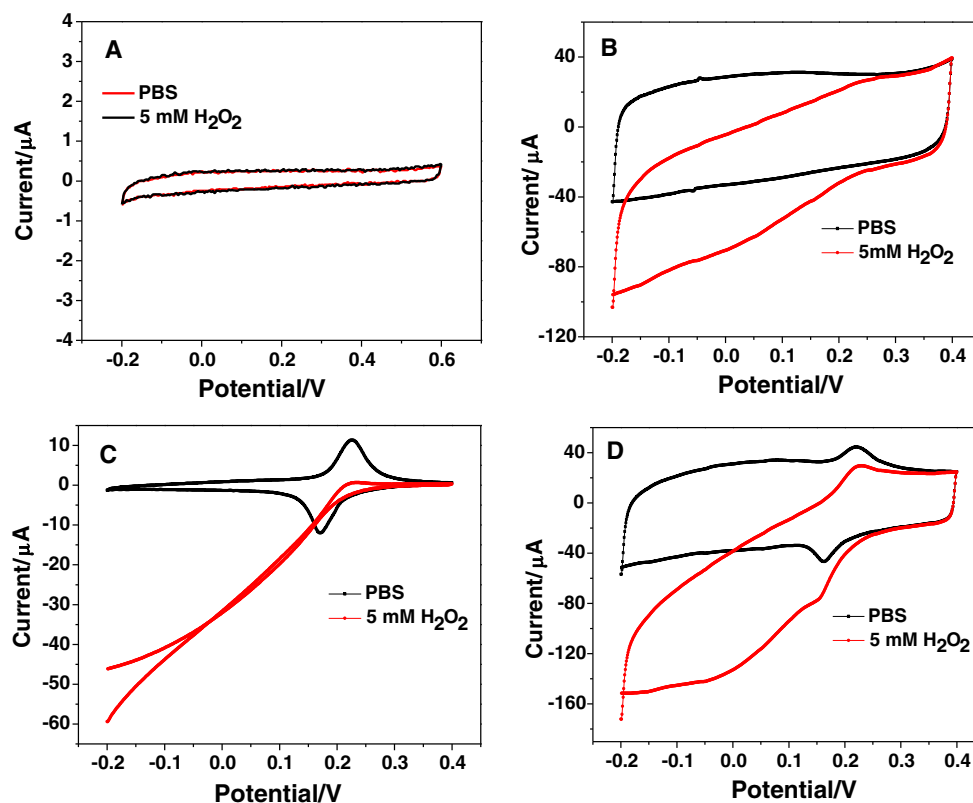 A
PBS
5 mM H₂O₂
Current/μA
4
3
2
1
0
-1
-2
-3
-4
-0.2 0.0 0.2 0.4 0.6
Potential/V
B
PBS
5mM H₂O₂
Current/ μA
40
0
-40
-80
-120
-0.2 -0.1 0.0 0.1 0.2 0.3 0.4
Potential/V
C
PBS
5 mM H₂O₂
Current/μA
10
0
-10
-20
-30
-40
-50
-60
-0.2 -0.1 0.0 0.1 0.2 0.3 0.4
Potential/V
D
PBS
5 mM H₂O₂
Current/ μA
40
0
-40
-80
-120
-160
-0.2 -0.1 0.0 0.1 0.2 0.3 0.4
Potential/V